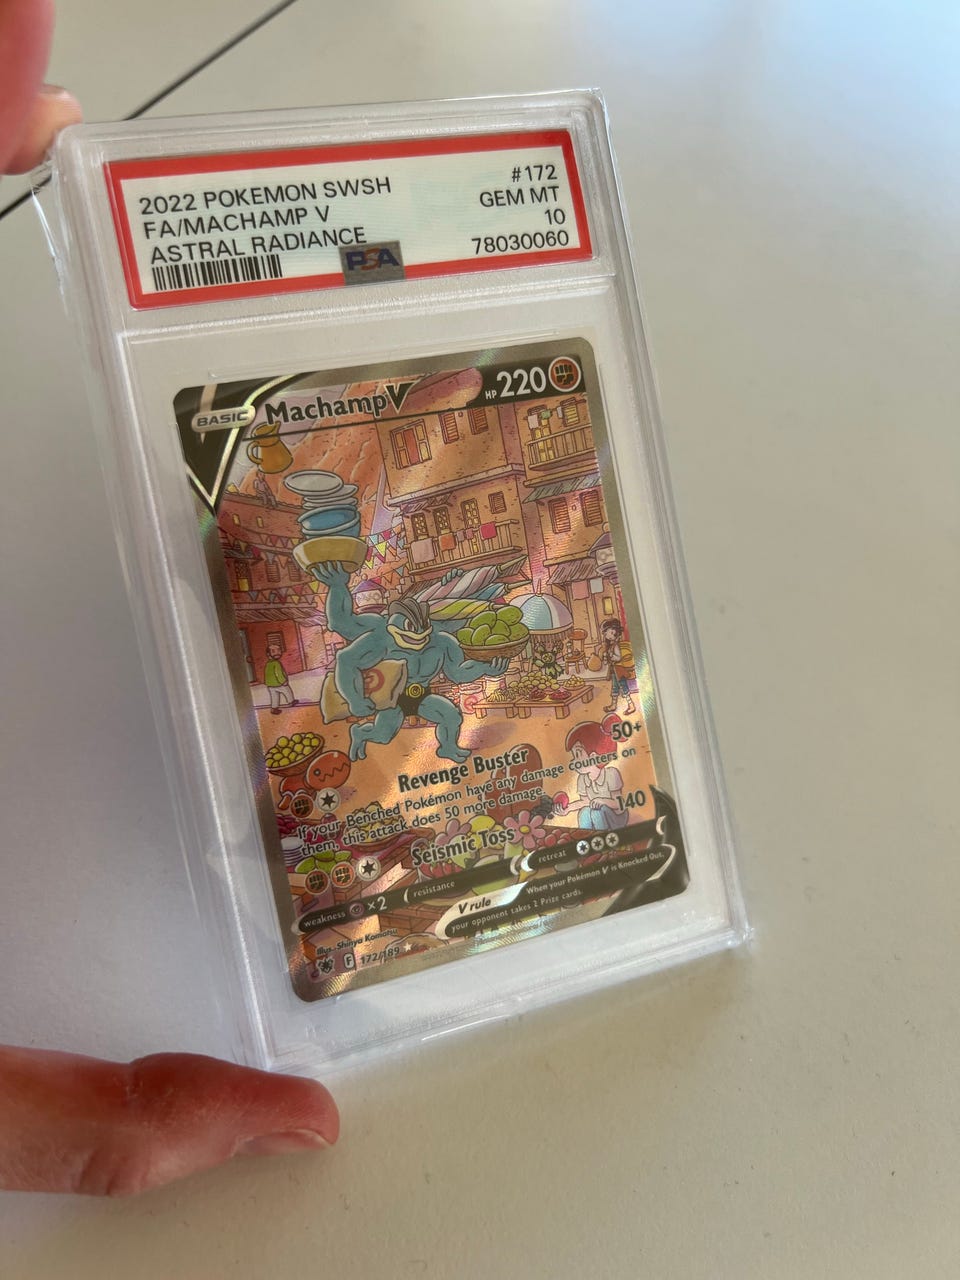 2022 POKEMON SWSH #172
FA/MACHAMP V GEM MT
ASTRAL RADIANCE 10
PSA 78030060
BASIC Machamp V HP 220
Revenge Buster 50+
If your Benched Pokémon have any damage counters on
them, this attack does 50 more damage.
Seismic Toss 140
weakness ×2 resistance retreat
V rule When your Pokémon V is Knocked Out,
your opponent takes 2 Prize cards.
Illus. Shinya Komatsu
F 172/189